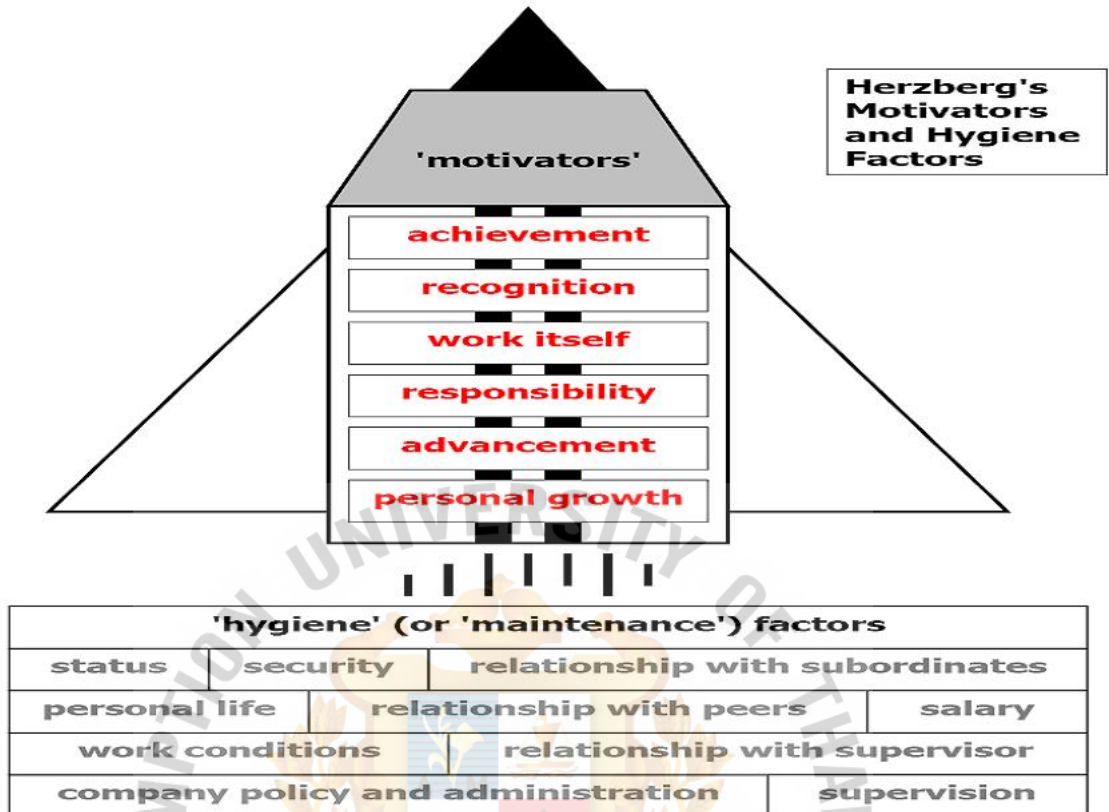 Herzberg's
Motivators
and Hygiene
Factors
'motivators'
achievement
recognition
work itself
responsibility
advancement
personal growth
'hygiene' (or 'maintenance') factors
status security relationship with subordinates
personal life relationship with peers salary
work conditions relationship with supervisor
company policy and administration supervision
UNIVERSITY OF